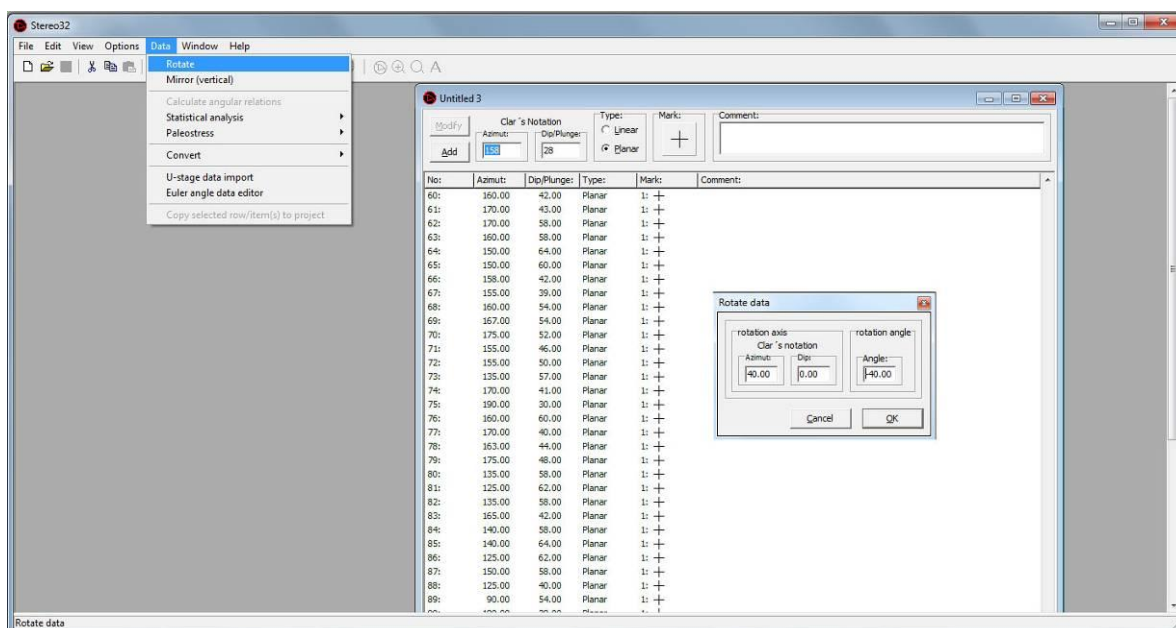 Stereo32
File Edit View Options Data Window Help
Rotate
Mirror (vertical)
Calculate angular relations
Statistical analysis
Paleostress
Convert
U-stage data import
Euler angle data editor
Copy selected row/item(s) to project
Untitled 3
Modify
Add
Clar´s Notation
Azimut:
158
Dip/Plunge:
28
Type:
Linear
Planar
Mark:
Comment:
No: Azimut: Dip/Plunge: Type: Mark: Comment:
60: 160.00 42.00 Planar 1:
61: 170.00 43.00 Planar 1:
62: 170.00 58.00 Planar 1:
63: 160.00 58.00 Planar 1:
64: 150.00 64.00 Planar 1:
65: 150.00 60.00 Planar 1:
66: 158.00 42.00 Planar 1:
67: 155.00 39.00 Planar 1:
68: 160.00 54.00 Planar 1:
69: 167.00 54.00 Planar 1:
70: 175.00 52.00 Planar 1:
71: 155.00 46.00 Planar 1:
72: 155.00 50.00 Planar 1:
73: 135.00 57.00 Planar 1:
74: 170.00 41.00 Planar 1:
75: 190.00 30.00 Planar 1:
76: 160.00 60.00 Planar 1:
77: 170.00 40.00 Planar 1:
78: 163.00 44.00 Planar 1:
79: 175.00 48.00 Planar 1:
80: 135.00 58.00 Planar 1:
81: 125.00 62.00 Planar 1:
82: 135.00 58.00 Planar 1:
83: 165.00 42.00 Planar 1:
84: 140.00 58.00 Planar 1:
85: 140.00 64.00 Planar 1:
86: 125.00 62.00 Planar 1:
87: 150.00 58.00 Planar 1:
88: 125.00 40.00 Planar 1:
89: 90.00 54.00 Planar 1:
Rotate data
rotation axis
Clar´s notation
Azimut:
40.00
Dip:
0.00
rotation angle
Angle:
-40.00
Cancel
OK
Rotate data